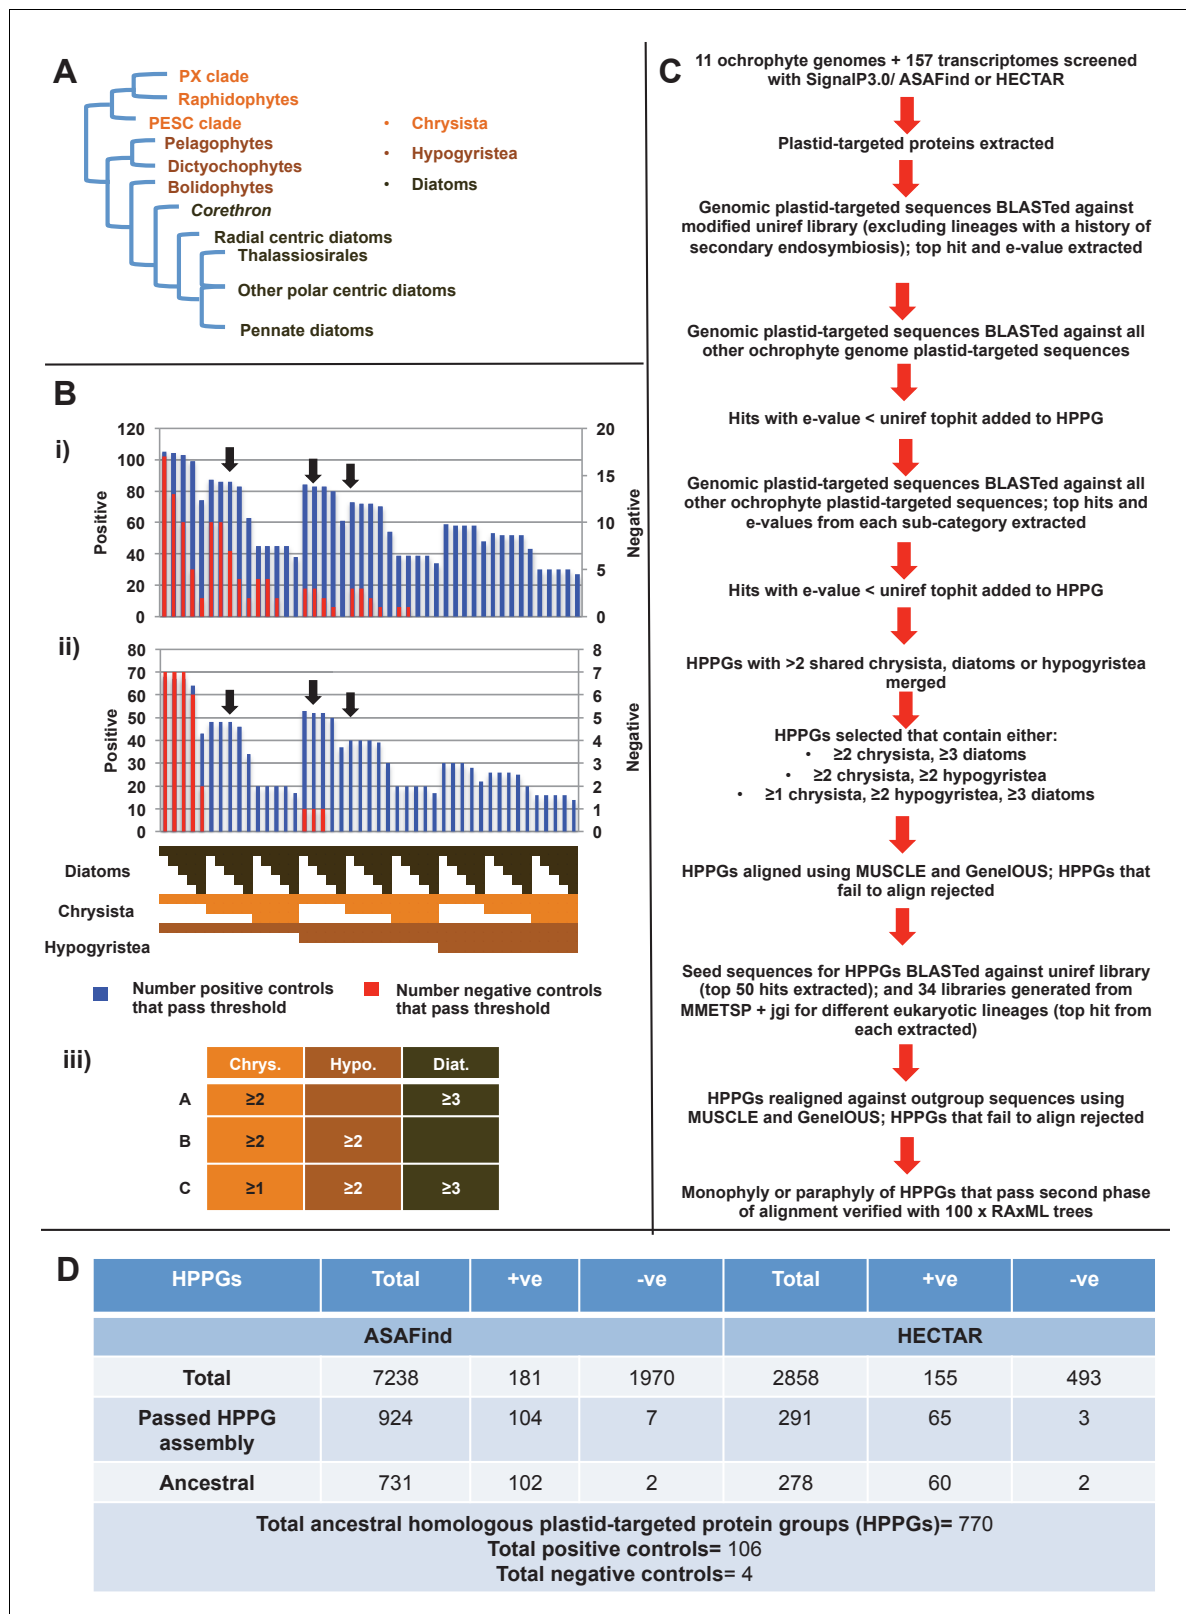 A
PX clade
Raphidophytes
PESC clade
Pelagophytes
Dictyochophytes
Bolidophytes
Corethron
Radial centric diatoms
Thalassiosirales
Other polar centric diatoms
Pennate diatoms
• Chrysista
• Hypogyristea
• Diatoms
B
i)
120
100
80
60
40
20
0
Positive
20
15
10
5
0
Negative
ii)
80
70
60
50
40
30
20
10
0
Positive
8
7
6
5
4
3
2
1
0
Negative
Diatoms
Chrysista
Hypogyristea
Number positive controls
that pass threshold
Number negative controls
that pass threshold
iii)
Chrys. Hypo. Diat.
A ≥2 ≥3
B ≥2 ≥2
C ≥1 ≥2 ≥3
C
11 ochrophyte genomes + 157 transcriptomes screened
with SignalP3.0/ ASAFind or HECTAR
Plastid-targeted proteins extracted
Genomic plastid-targeted sequences BLASTed against
modified uniref library (excluding lineages with a history of
secondary endosymbiosis); top hit and e-value extracted
Genomic plastid-targeted sequences BLASTed against all
other ochrophyte genome plastid-targeted sequences
Hits with e-value < uniref tophit added to HPPG
Genomic plastid-targeted sequences BLASTed against all
other ochrophyte plastid-targeted sequences; top hits and
e-values from each sub-category extracted
Hits with e-value < uniref tophit added to HPPG
HPPGs with >2 shared chrysista, diatoms or hypogyristea
merged
HPPGs selected that contain either:
• ≥2 chrysista, ≥3 diatoms
• ≥2 chrysista, ≥2 hypogyristea
• ≥1 chrysista, ≥2 hypogyristea, ≥3 diatoms
HPPGs aligned using MUSCLE and GeneIOUS; HPPGs that
fail to align rejected
Seed sequences for HPPGs BLASTed against uniref library
(top 50 hits extracted); and 34 libraries generated from
MMETSP + jgi for different eukaryotic lineages (top hit from
each extracted)
HPPGs realigned against outgroup sequences using
MUSCLE and GeneIOUS; HPPGs that fail to align rejected
Monophyly or paraphyly of HPPGs that pass second phase
of alignment verified with 100 x RAxML trees
D
HPPGs Total +ve -ve Total +ve -ve
ASAFind HECTAR
Total 7238 181 1970 2858 155 493
Passed HPPG
assembly 924 104 7 291 65 3
Ancestral 731 102 2 278 60 2
Total ancestral homologous plastid-targeted protein groups (HPPGs)= 770
Total positive controls= 106
Total negative controls= 4